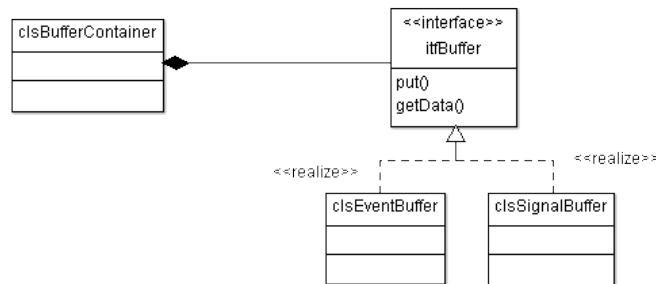 clsBufferContainer
<<interface>>
itfBuffer
put()
getData()
<<realize>>
<<realize>>
clsEventBuffer
clsSignalBuffer